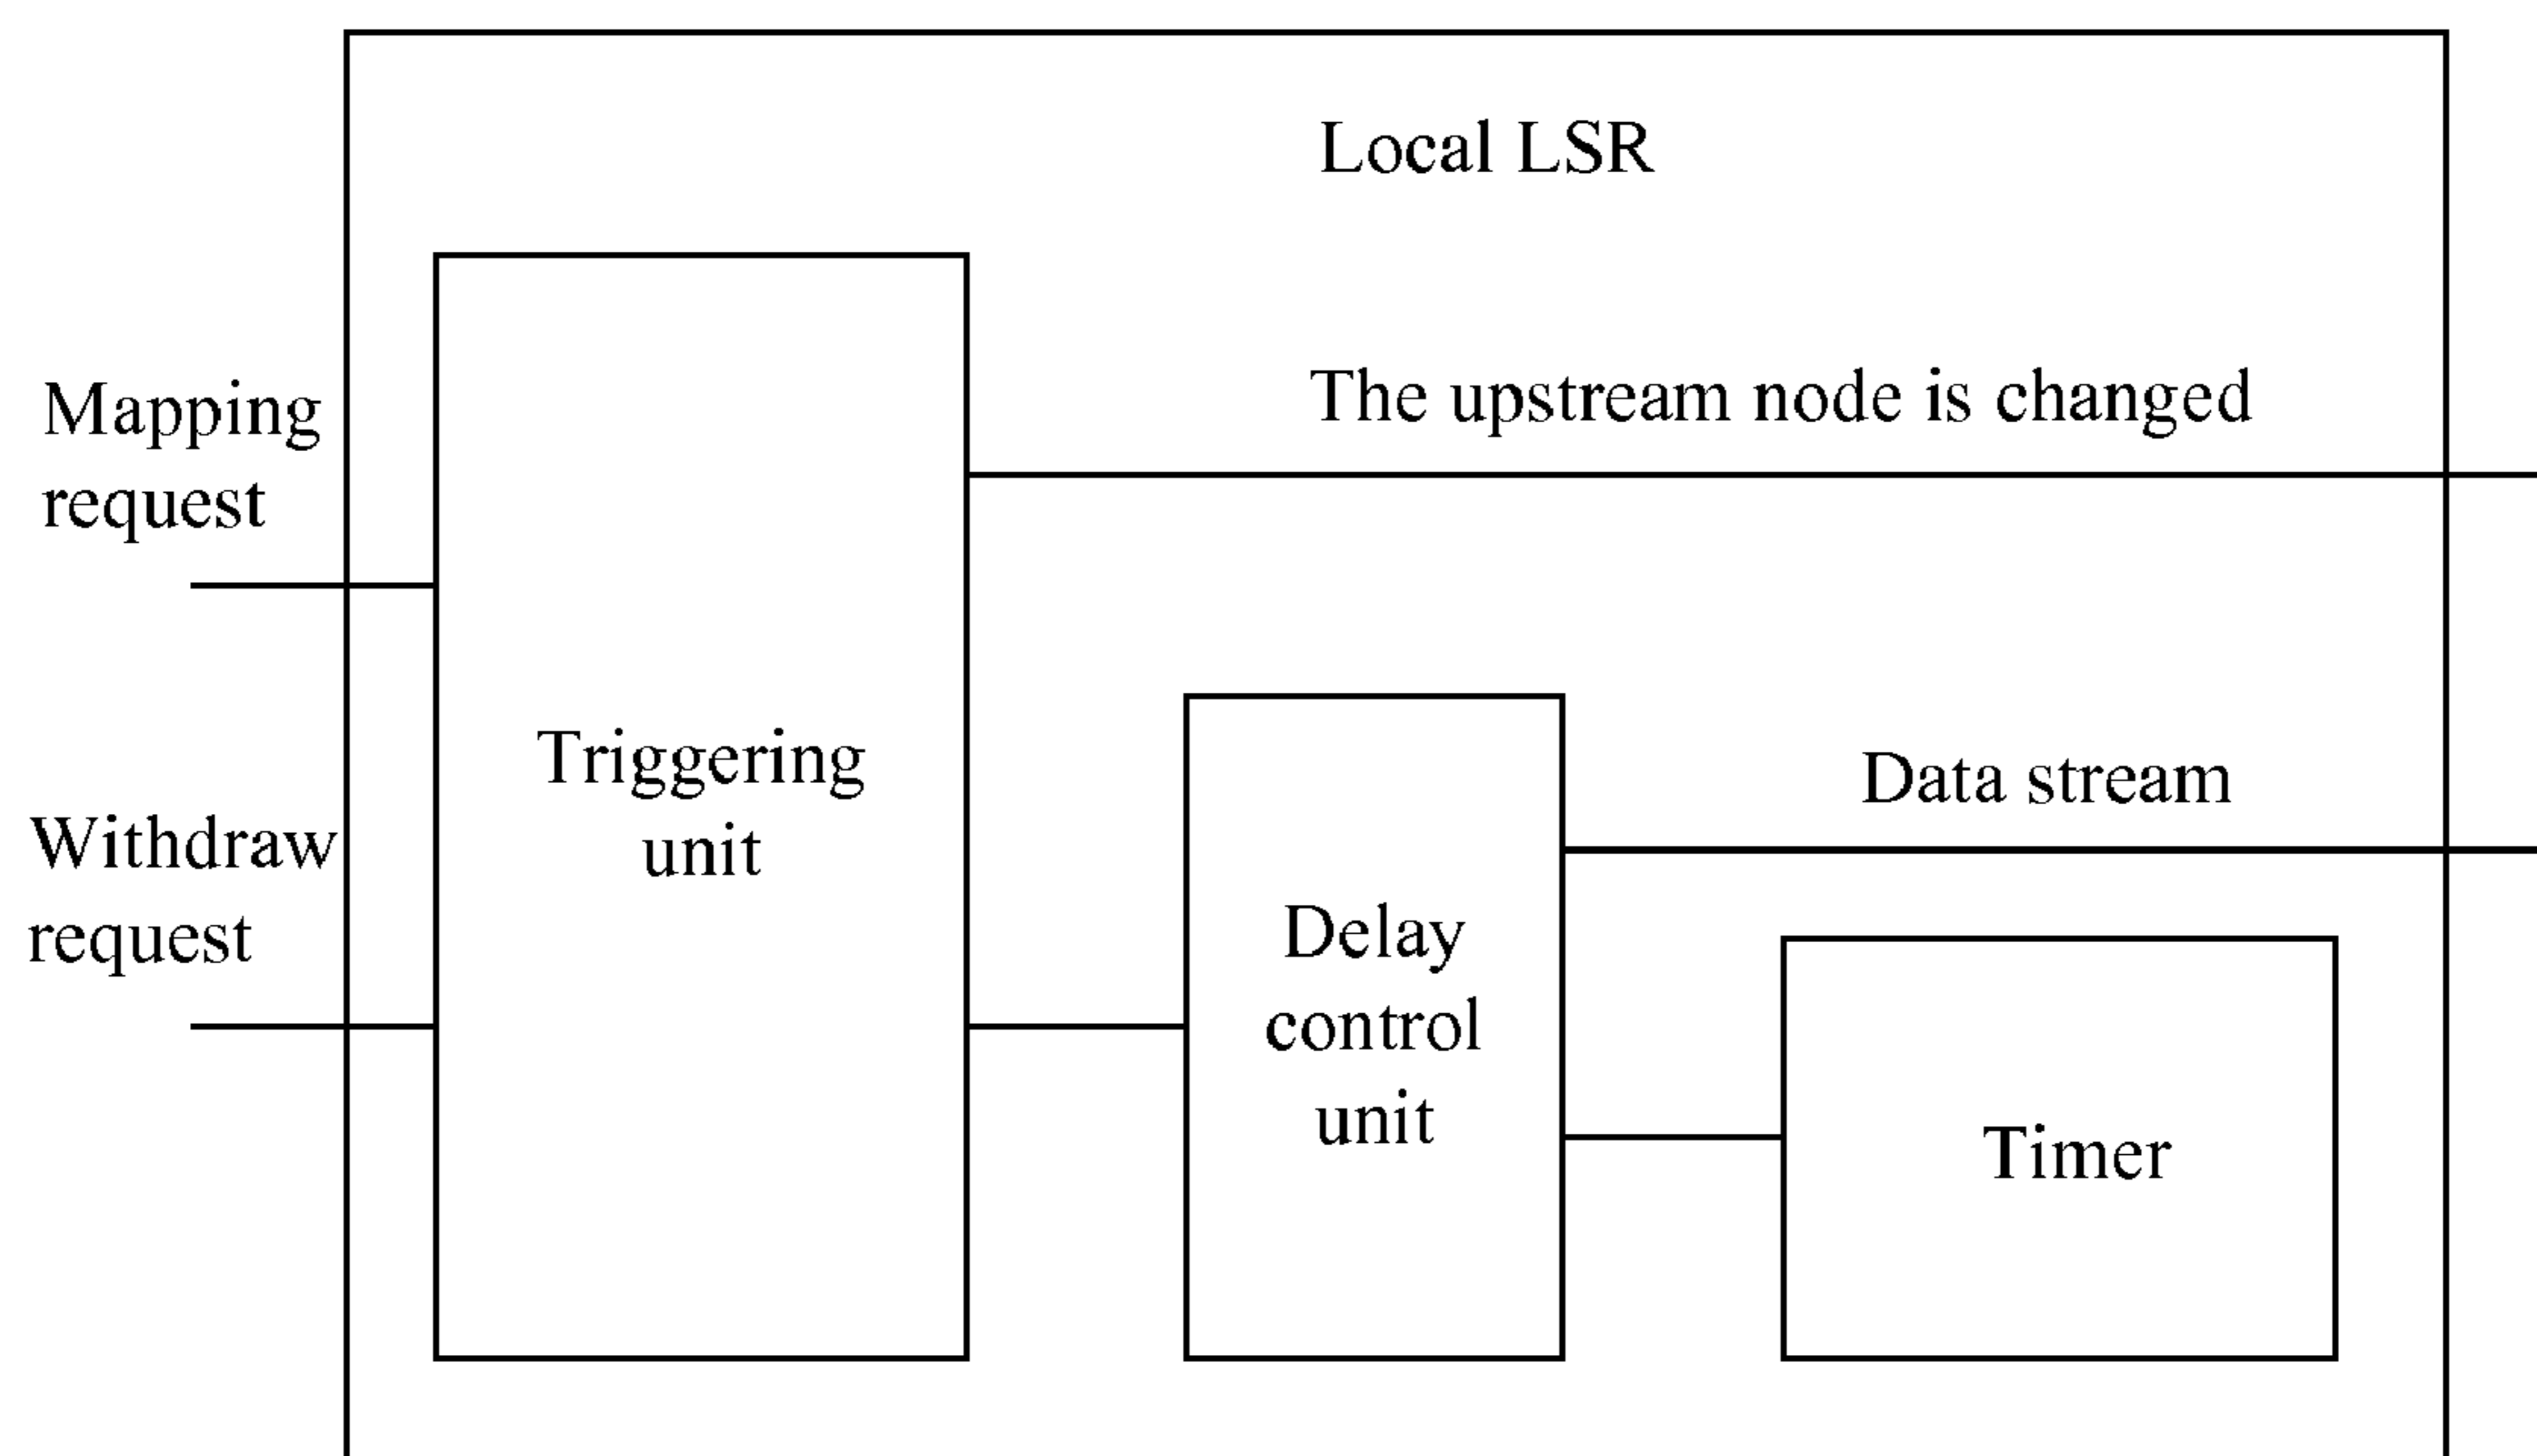 Local LSR
Mapping
request
The upstream node is changed
Withdraw
request
Triggering
unit
Delay
control
unit
Data stream
Timer